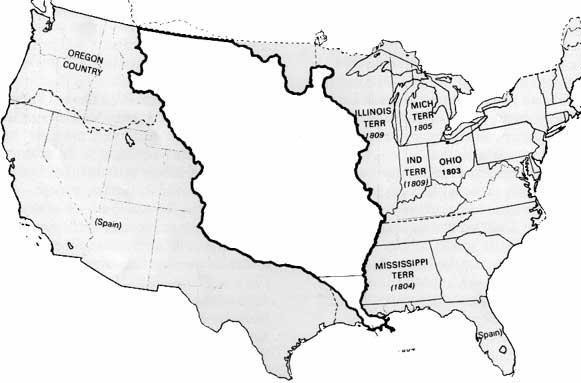 OREGON
COUNTRY
ILLINOIS
TERR
1809
MICH
TERR
1805
IND
TERR
(1809)
OHIO
1803
(Spain)
MISSISSIPPI
TERR
(1804)
(Spain)